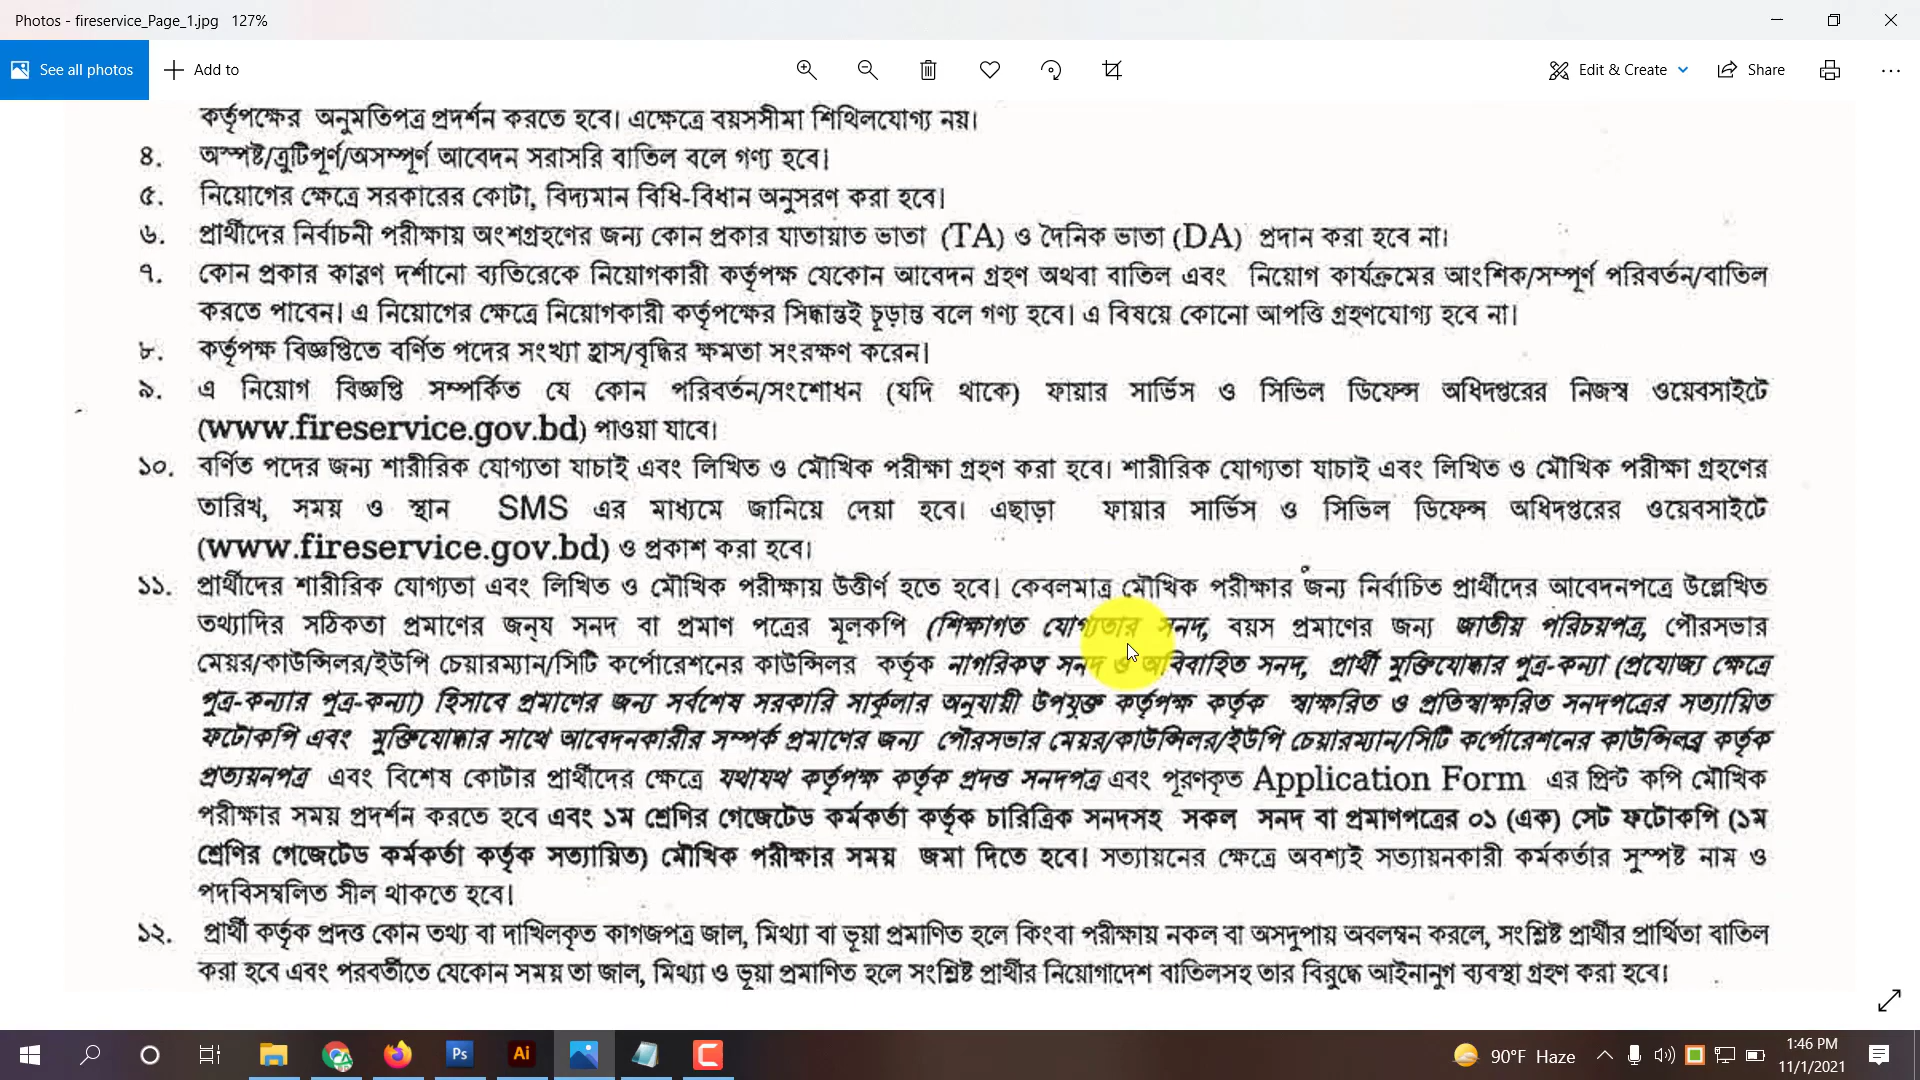 Photos - fireservice_Page_1.jpg 127%
See all photos
Add to
Edit & Create
Share
কর্তৃপক্ষের অনুমতিপত্র প্রদর্শন করতে হবে। এক্ষেত্রে বয়সসীমা শিথিলযোগ্য নয়।
৪. অস্পষ্ট/ত্রুটিপূর্ণ/অসম্পূর্ণ আবেদন সরাসরি বাতিল বলে গণ্য হবে।
৫. নিয়োগের ক্ষেত্রে সরকারের কোটা, বিদ্যমান বিধি-বিধান অনুসরণ করা হবে।
৬. প্রার্থীদের নির্বাচনী পরীক্ষায় অংশগ্রহণের জন্য কোন প্রকার যাতায়াত ভাতা (TA) ও দৈনিক ভাতা (DA) প্রদান করা হবে না।
৭. কোন প্রকার কারণ দর্শানো ব্যতিরেকে নিয়োগকারী কর্তৃপক্ষ যেকোন আবেদন গ্রহণ অথবা বাতিল এবং নিয়োগ কার্যক্রমের আংশিক/সম্পূর্ণ পরিবর্তন/বাতিল
করতে পাবেন। এ নিয়োগের ক্ষেত্রে নিয়োগকারী কর্তৃপক্ষের সিদ্ধান্তই চূড়ান্ত বলে গণ্য হবে। এ বিষয়ে কোনো আপত্তি গ্রহণযোগ্য হবে না।
৮. কর্তৃপক্ষ বিজ্ঞপ্তিতে বর্ণিত পদের সংখ্যা হ্রাস/বৃদ্ধির ক্ষমতা সংরক্ষণ করেন।
৯. এ নিয়োগ বিজ্ঞপ্তি সম্পর্কিত যে কোন পরিবর্তন/সংশোধন (যদি থাকে) ফায়ার সার্ভিস ও সিভিল ডিফেন্স অধিদপ্তরের নিজস্ব ওয়েবসাইটে
(www.fireservice.gov.bd) পাওয়া যাবে।
১০. বর্ণিত পদের জন্য শারীরিক যোগ্যতা যাচাই এবং লিখিত ও মৌখিক পরীক্ষা গ্রহণ করা হবে। শারীরিক যোগ্যতা যাচাই এবং লিখিত ও মৌখিক পরীক্ষা গ্রহণের
তারিখ, সময় ও স্থান SMS এর মাধ্যমে জানিয়ে দেয়া হবে। এছাড়া ফায়ার সার্ভিস ও সিভিল ডিফেন্স অধিদপ্তরের ওয়েবসাইটে
(www.fireservice.gov.bd) ও প্রকাশ করা হবে।
১১. প্রার্থীদের শারীরিক যোগ্যতা এবং লিখিত ও মৌখিক পরীক্ষায় উত্তীর্ণ হতে হবে। কেবলমাত্র মৌখিক পরীক্ষার জন্য নির্বাচিত প্রার্থীদের আবেদনপত্রে উল্লেখিত
তথ্যাদির সঠিকতা প্রমাণের জন্য সনদ বা প্রমাণ পত্রের মূলকপি (শিক্ষাগত যোগ্যতার সনদ, বয়স প্রমাণের জন্য জাতীয় পরিচয়পত্র, পৌরসভার
মেয়র/কাউন্সিলর/ইউপি চেয়ারম্যান/সিটি কর্পোরেশনের কাউন্সিলর কর্তৃক নাগরিকত্ব সনদ ও অবিবাহিত সনদ, প্রার্থী মুক্তিযোদ্ধার পুত্র-কন্যা (প্রযোজ্য ক্ষেত্রে
পুত্র-কন্যার পুত্র-কন্যা) হিসাবে প্রমাণের জন্য সর্বশেষ সরকারি সার্কুলার অনুযায়ী উপযুক্ত কর্তৃপক্ষ কর্তৃক স্বাক্ষরিত ও প্রতিস্বাক্ষরিত সনদপত্রের সত্যায়িত
ফটোকপি এবং মুক্তিযোদ্ধার সাথে আবেদনকারীর সম্পর্ক প্রমাণের জন্য পৌরসভার মেয়র/কাউন্সিলর/ইউপি চেয়ারম্যান/সিটি কর্পোরেশনের কাউন্সিলর কর্তৃক
প্রত্যয়নপত্র এবং বিশেষ কোটার প্রার্থীদের ক্ষেত্রে যথাযথ কর্তৃপক্ষ কর্তৃক প্রদত্ত সনদপত্র এবং পূরণকৃত Application Form এর প্রিন্ট কপি মৌখিক
পরীক্ষার সময় প্রদর্শন করতে হবে এবং ১ম শ্রেণির গেজেটেড কর্মকর্তা কর্তৃক চারিত্রিক সনদসহ সকল সনদ বা প্রমাণপত্রের ০১ (এক) সেট ফটোকপি (১ম
শ্রেণির গেজেটেড কর্মকর্তা কর্তৃক সত্যায়িত) মৌখিক পরীক্ষার সময় জমা দিতে হবে। সত্যায়নের ক্ষেত্রে অবশ্যই সত্যায়নকারী কর্মকর্তার সুস্পষ্ট নাম ও
পদবিসম্বলিত সীল থাকতে হবে।
১২. প্রার্থী কর্তৃক প্রদত্ত কোন তথ্য বা দাখিলকৃত কাগজপত্র জাল, মিথ্যা বা ভূয়া প্রমাণিত হলে কিংবা পরীক্ষায় নকল বা অসদুপায় অবলম্বন করলে, সংশ্লিষ্ট প্রার্থীর প্রার্থিতা বাতিল
করা হবে এবং পরবর্তীতে যেকোন সময় তা জাল, মিথ্যা ও ভূয়া প্রমাণিত হলে সংশ্লিষ্ট প্রার্থীর নিয়োগাদেশ বাতিলসহ তার বিরুদ্ধে আইনানুগ ব্যবস্থা গ্রহণ করা হবে।
Ps
Ai
90°F Haze
1:46 PM
11/1/2021